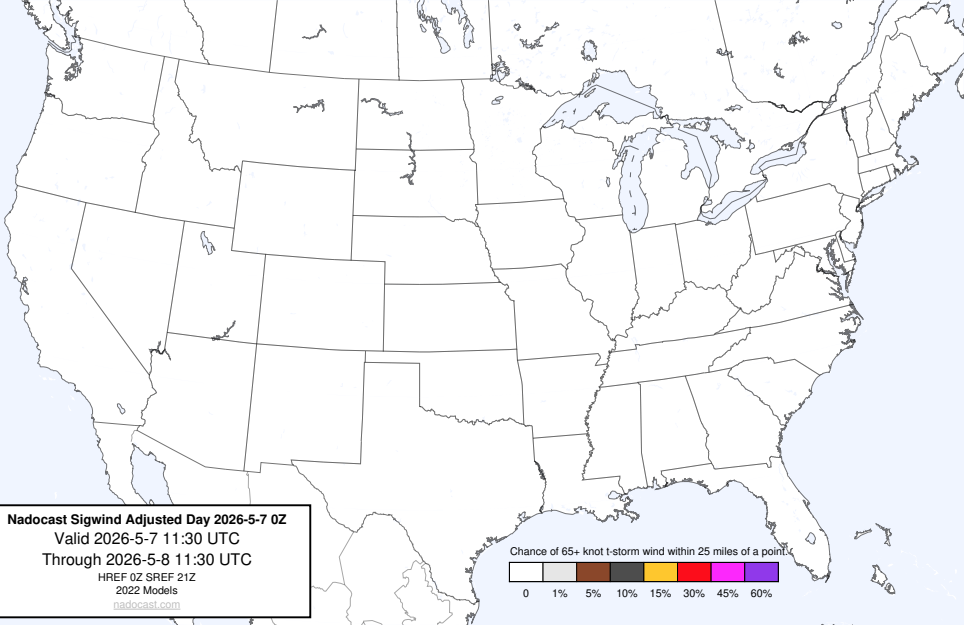 Nadocast Sigwind Adjusted Day 2026-5-7 0Z
Valid 2026-5-7 11:30 UTC
Through 2026-5-8 11:30 UTC
HREF 0Z SREF 21Z
2022 Models
nadocast.com
Chance of 65+ knot t-storm wind within 25 miles of a point.
0 1% 5% 10% 15% 30% 45% 60%